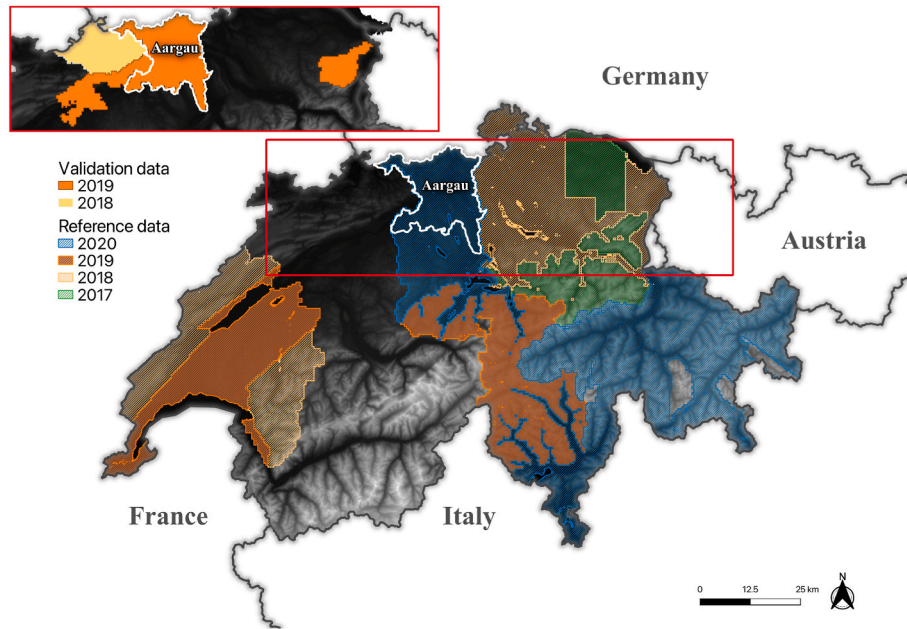 Aargau
Germany
Validation data
2019
2018
Reference data
2020
2019
2018
2017
Aargau
Austria
France
Italy
0 12.5 25 km
N